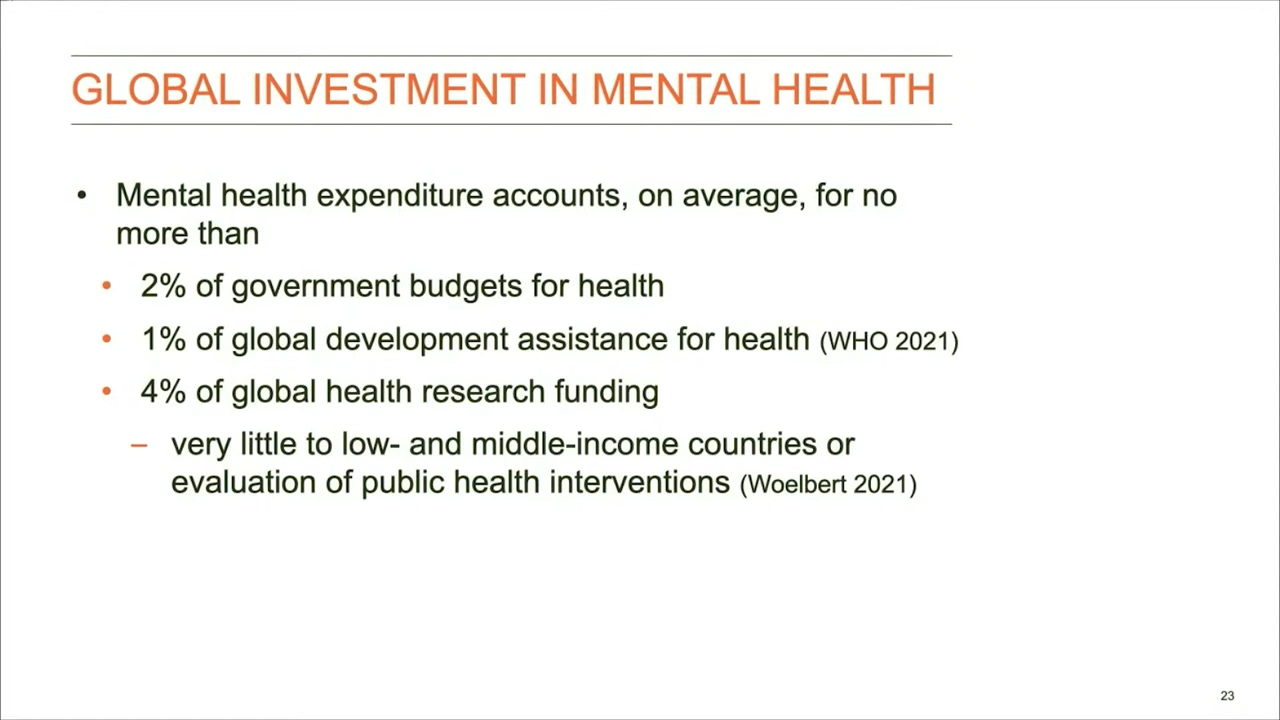 GLOBAL INVESTMENT IN MENTAL HEALTH
• Mental health expenditure accounts, on average, for no
more than
• 2% of government budgets for health
• 1% of global development assistance for health (WHO 2021)
• 4% of global health research funding
– very little to low- and middle-income countries or
evaluation of public health interventions (Woelbert 2021)
23